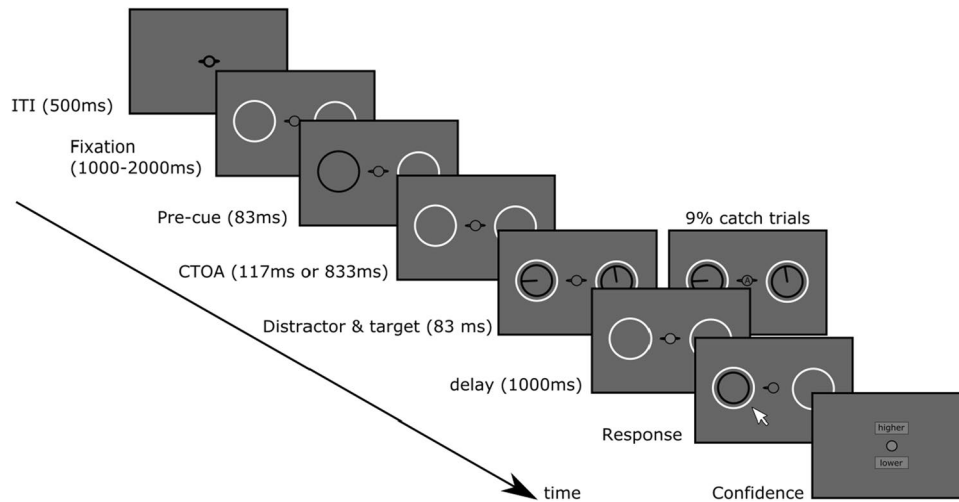 ITI (500ms)
Fixation
(1000-2000ms)
Pre-cue (83ms)
CTOA (117ms or 833ms)
9% catch trials
A
Distractor & target (83 ms)
delay (1000ms)
Response
higher
lower
time
Confidence